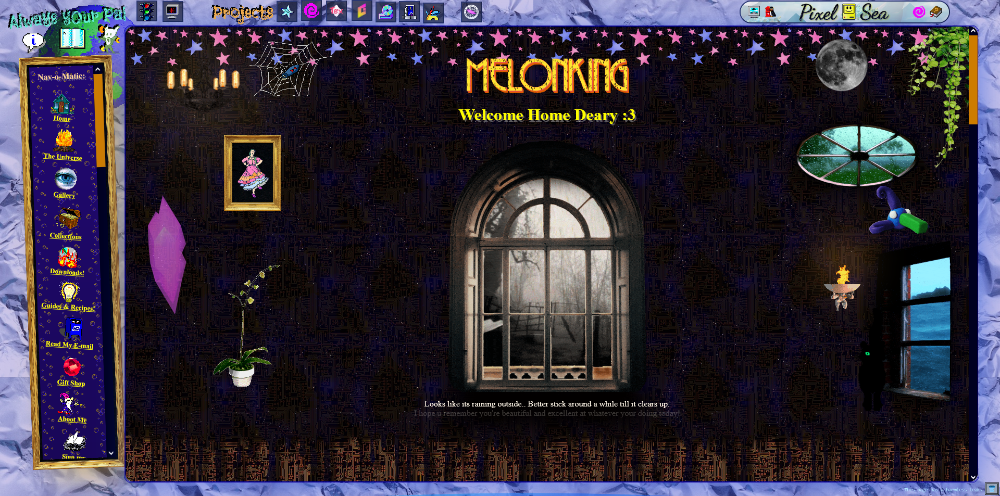 Always your Pal
Projects
Tex
Pixel Sea
Nav-o-Matic:
Home
The Universe
Gallery
Collections
Downloads!
Guides & Recipes!
Read My E-mail
Gift Shop
Aboot Me
Sign my
MELONKING
Welcome Home Deary :3
Looks like its raining outside.. Better stick around a while till it clears up.
I hope u remember you're beautiful and excellent at whatever your doing today!
This page has a harmless leak.